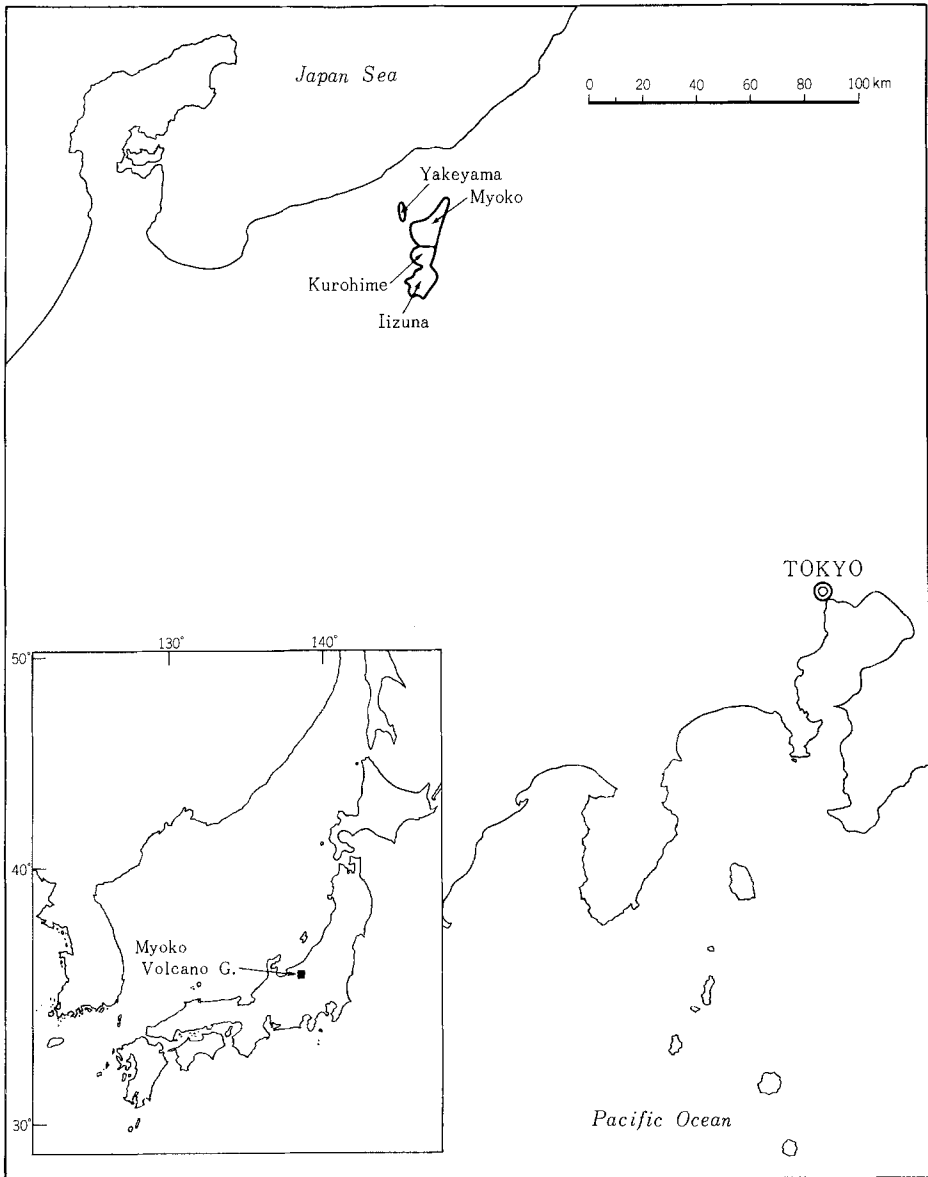 Japan Sea
0 20 40 60 80 100 km
Yakeyama
Myoko
Kurohime
Iizuna
TOKYO
130° 140°
50°
40°
Myoko
Volcano G.
30°
Pacific Ocean